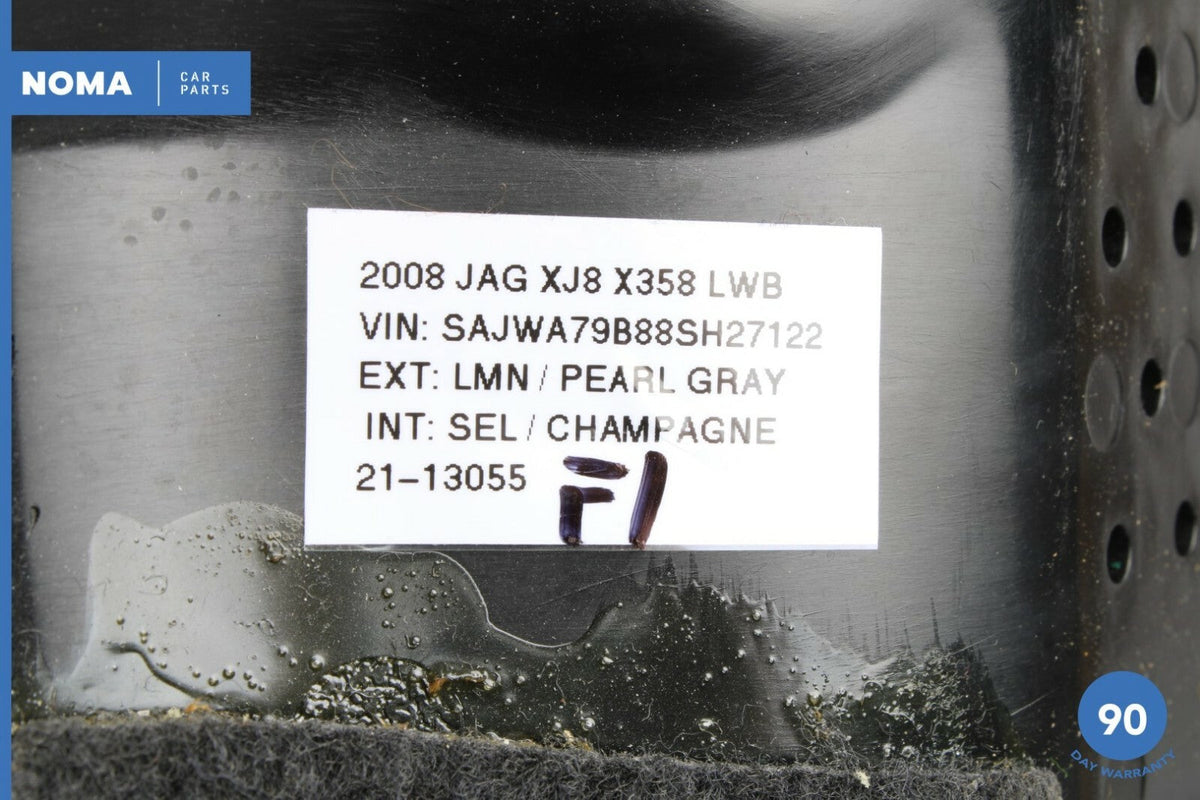 NOMA
CAR
PARTS
2008 JAG XJ8 X358 LWB
VIN: SAJWA79B88SH27122
EXT: LMN / PEARL GRAY
INT: SEL / CHAMPAGNE
21-13055
90
DAY WARRANTY